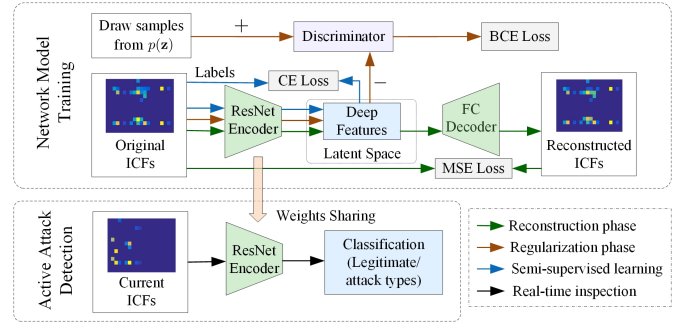 Network Model
Training
Draw samples
from p(z)
+
Discriminator
BCE Loss
Labels
CE Loss
−
Original
ICFs
ResNet
Encoder
Deep
Features
Latent Space
FC
Decoder
Reconstructed
ICFs
MSE Loss
Weights Sharing
Active Attack
Detection
Current
ICFs
ResNet
Encoder
Classification
(Legitimate/
attack types)
Reconstruction phase
Regularization phase
Semi-supervised learning
Real-time inspection